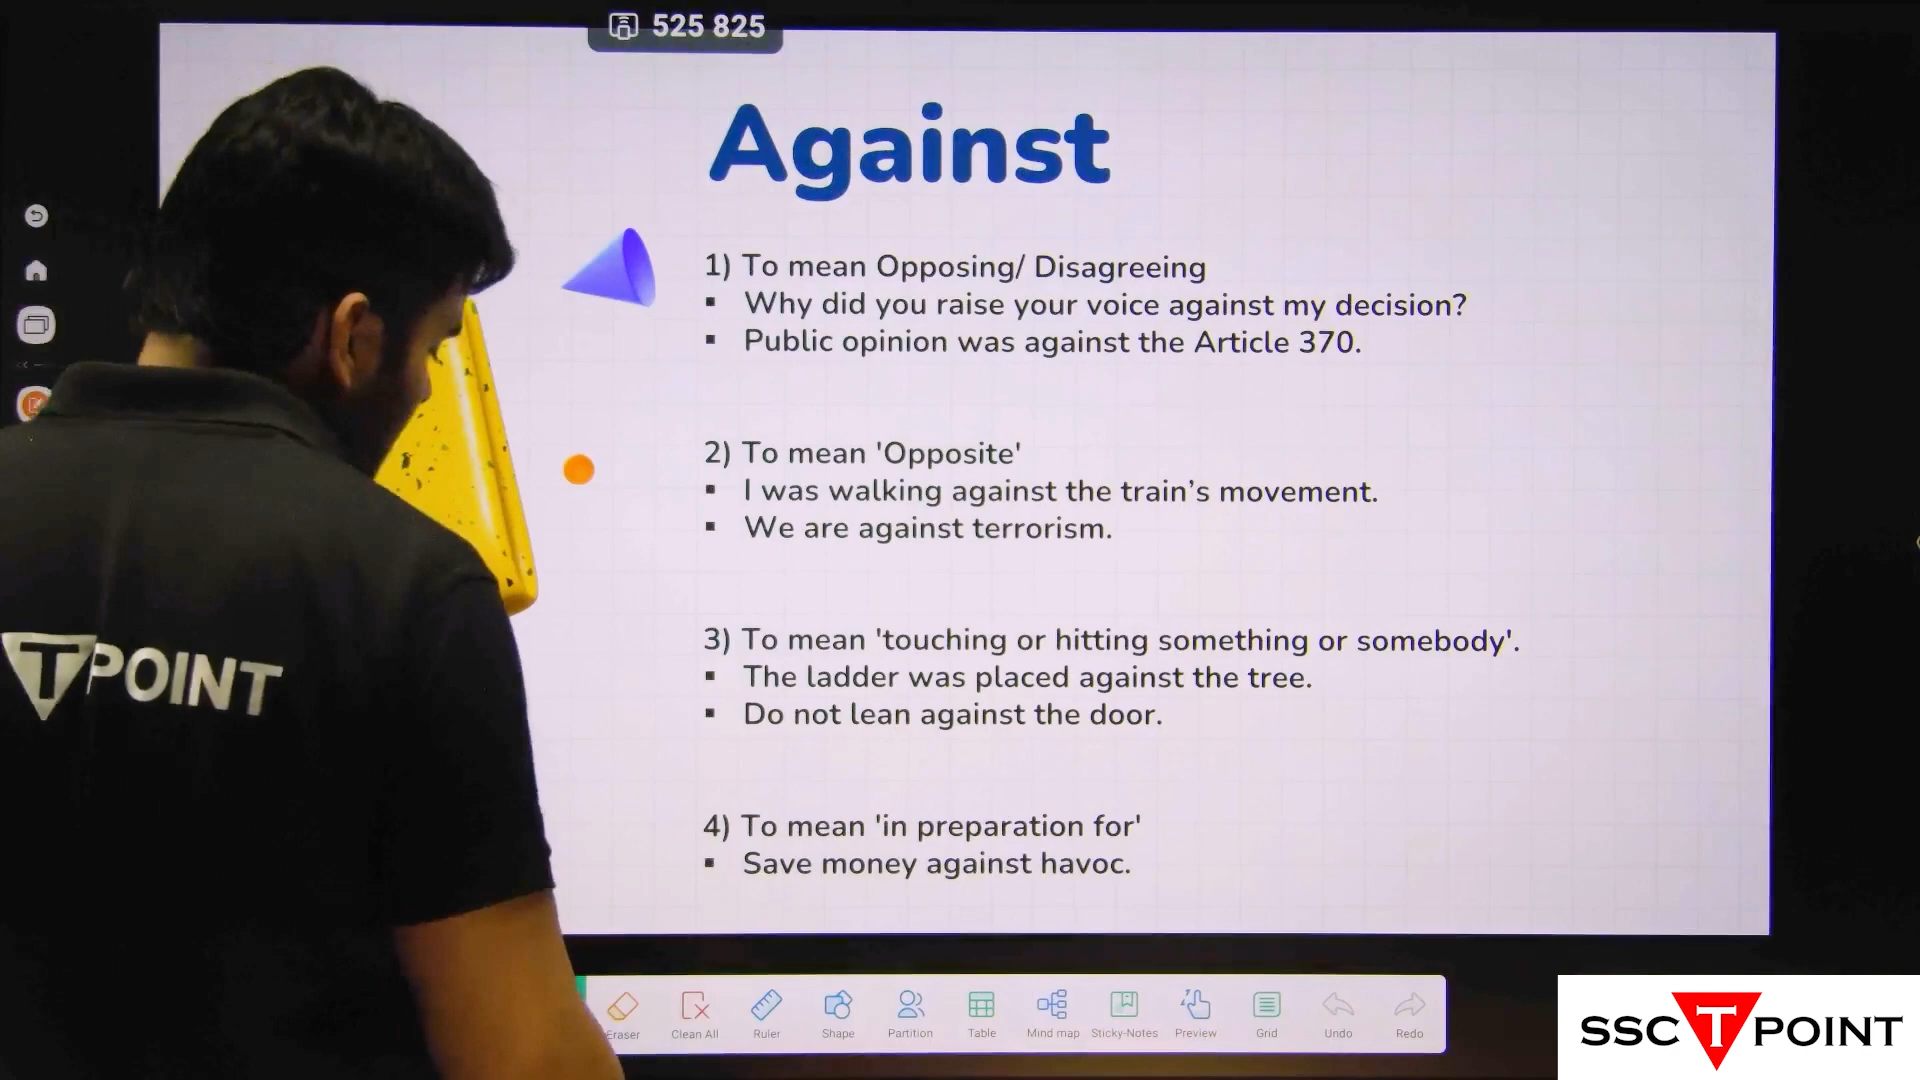 525 825
Against
1) To mean Opposing/ Disagreeing
▪ Why did you raise your voice against my decision?
▪ Public opinion was against the Article 370.
2) To mean 'Opposite'
▪ I was walking against the train’s movement.
▪ We are against terrorism.
3) To mean 'touching or hitting something or somebody'.
▪ The ladder was placed against the tree.
▪ Do not lean against the door.
4) To mean 'in preparation for'
▪ Save money against havoc.
TPOINT
Eraser Clean All Ruler Shape Partition Table Mind map Sticky-Notes Preview Grid Undo Redo
SSC T POINT